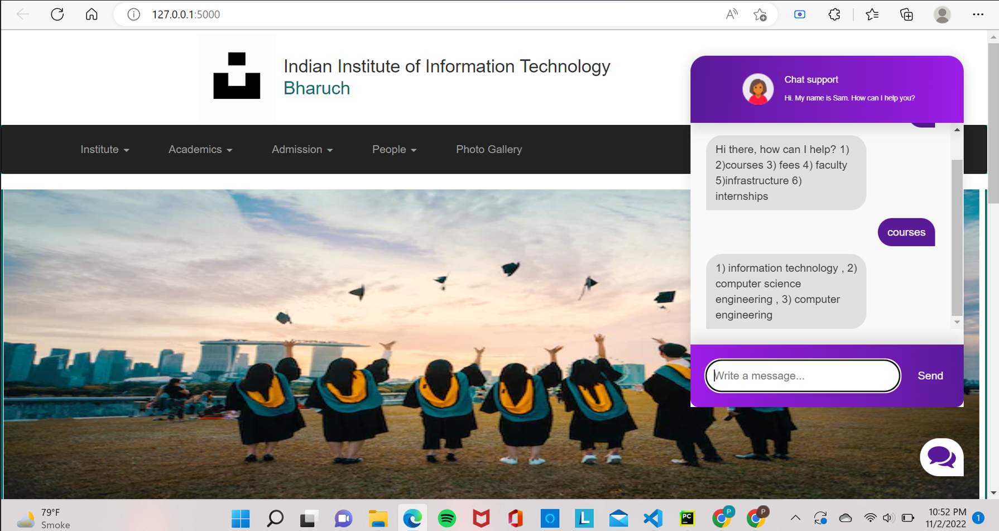 127.0.0.1:5000
Indian Institute of Information Technology
Bharuch
Institute
Academics
Admission
People
Photo Gallery
Chat support
Hi. My name is Sam. How can I help you?
Hi there, how can I help? 1)
2)courses 3) fees 4) faculty
5)infrastructure 6)
internships
courses
1) information technology , 2)
computer science
engineering , 3) computer
engineering
Write a message...
Send
79°F
Smoke
PC
L
P
P
10:52 PM
11/2/2022
1